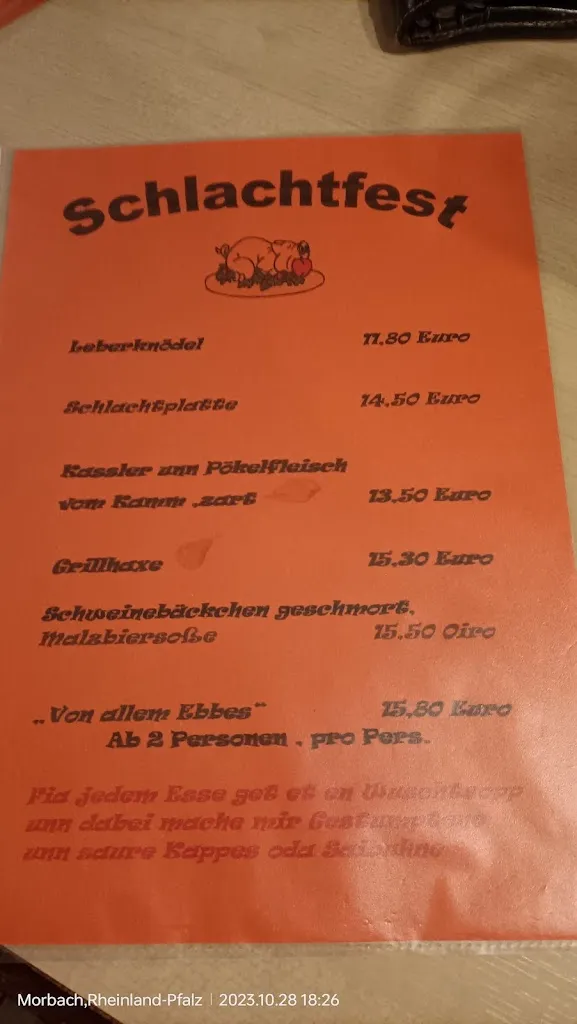 Schlachtfest
Leberknödel 11,80 Euro
Schlachtplatte 14,50 Euro
Kassler unn Pökelfleisch
vom Kamm ,zart 13,50 Euro
Grillhaxe 15,30 Euro
Schweinebäckchen geschmort,
Malzbiersoße 15,50 Oiro
„Von allem Ebbes" 15,80 Euro
Ab 2 Personen , pro Pers.
Fia jedem Esse get et en Wuschtsopp
unn dabei mache mir Gestumptene
unn saure Kappes oda
Morbach,Rheinland-Pfalz | 2023.10.28 18:26